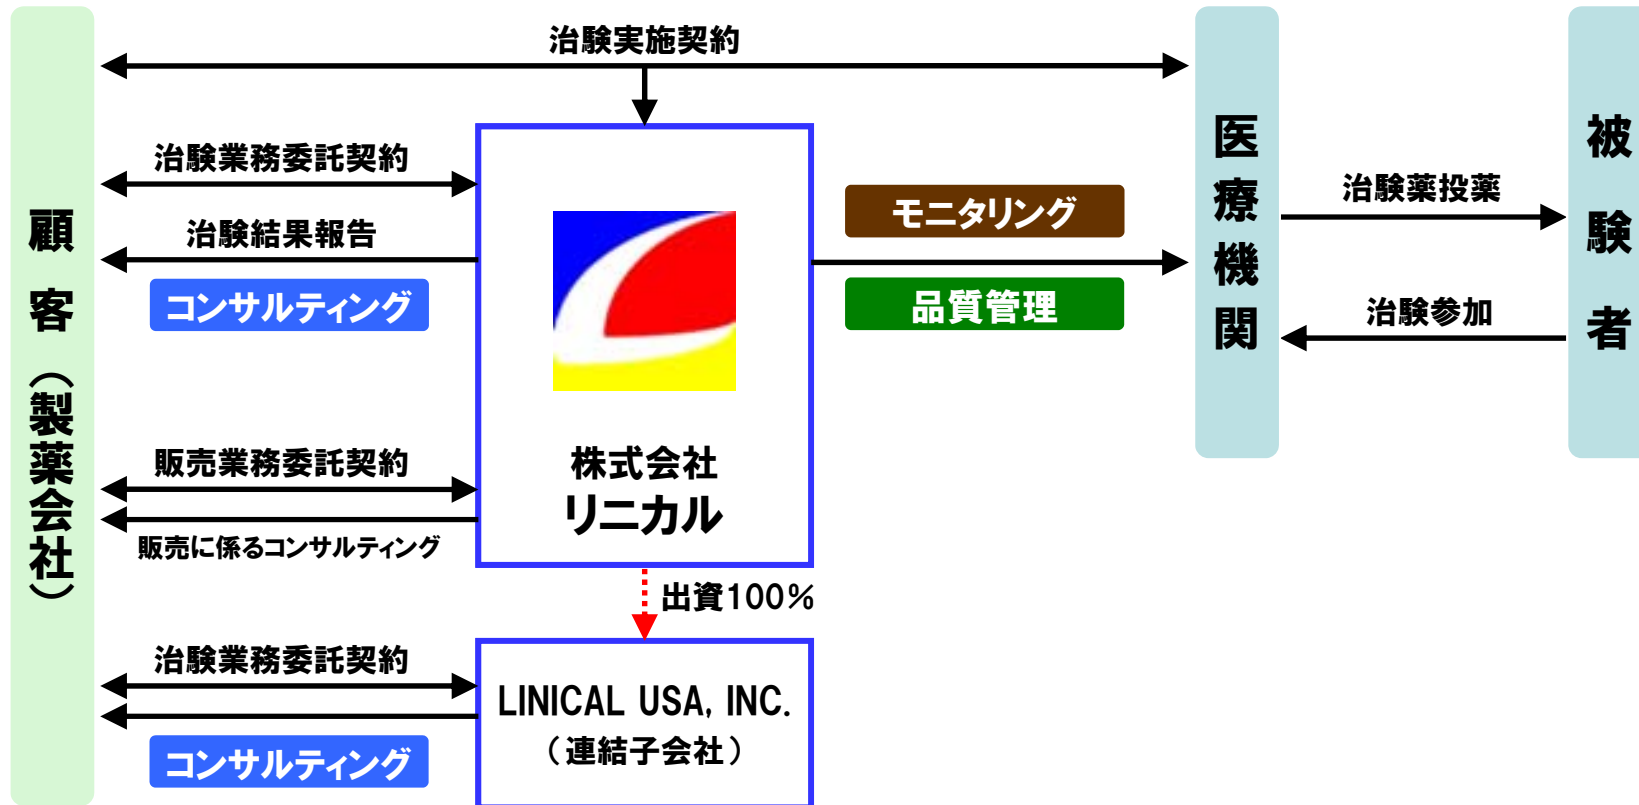 治験実施契約
顧客（製薬会社）
治験業務委託契約
治験結果報告
コンサルティング
販売業務委託契約
販売に係るコンサルティング
株式会社
リニカル
モニタリング
品質管理
医療機関
治験薬投薬
治験参加
被験者
出資100%
治験業務委託契約
コンサルティング
LINICAL USA, INC.
（連結子会社）